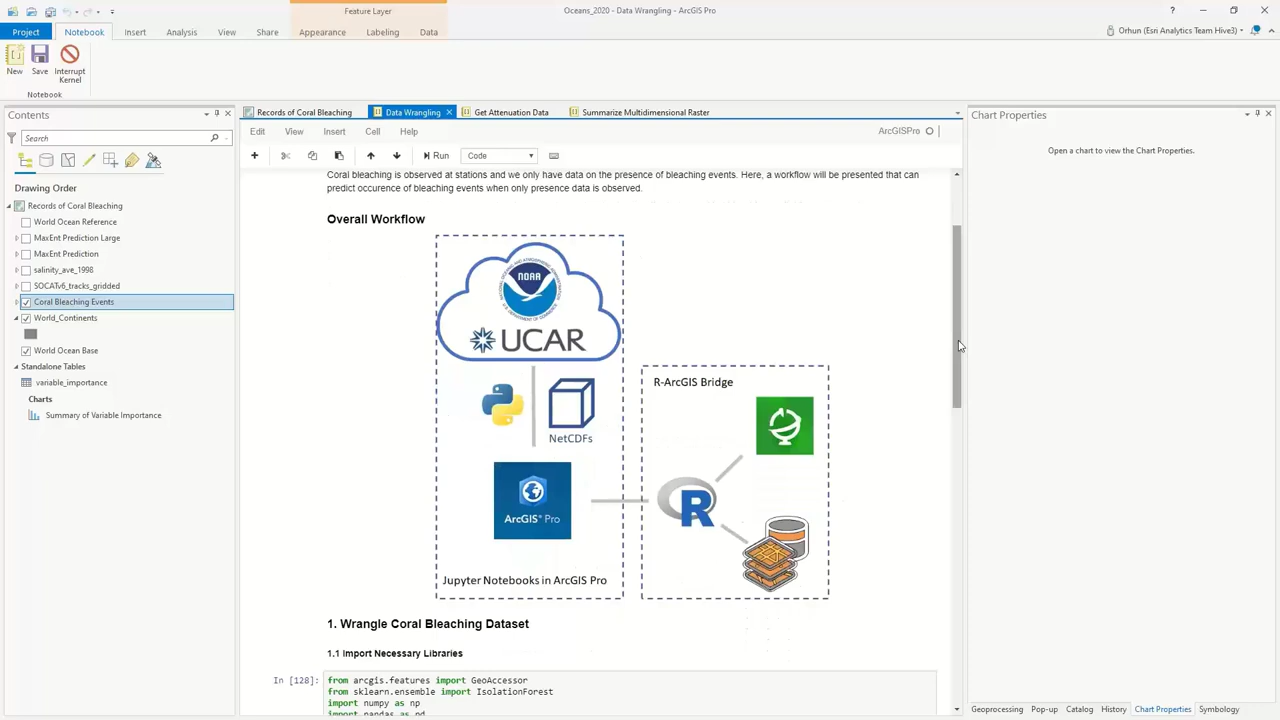 Feature Layer
Oceans_2020 - Data Wrangling - ArcGIS Pro
Project
Notebook
Insert
Analysis
View
Share
Appearance
Labeling
Data
Orhun (Esri Analytics Team Hive3)
New
Save
Interrupt
Kernel
Notebook
Contents
Search
Drawing Order
Records of Coral Bleaching
World Ocean Reference
MaxEnt Prediction Large
MaxEnt Prediction
salinity_ave_1998
SOCATv6_tracks_gridded
Coral Bleaching Events
World_Continents
World Ocean Base
Standalone Tables
variable_importance
Charts
Summary of Variable Importance
Records of Coral Bleaching
Data Wrangling
Get Attenuation Data
Summarize Multidimensional Raster
Edit
View
Insert
Cell
Help
ArcGISPro
Run
Code
Coral bleaching is observed at stations and we only have data on the presence of bleaching events. Here, a workflow will be presented that can
predict occurence of bleaching events when only presence data is observed.
Overall Workflow
NOAA
UCAR
NetCDFs
ArcGIS® Pro
Jupyter Notebooks in ArcGIS Pro
R-ArcGIS Bridge
R
1. Wrangle Coral Bleaching Dataset
1.1 Import Necessary Libraries
In [128]:
from arcgis.features import GeoAccessor
from sklearn.ensemble import IsolationForest
import numpy as np
import pandas as pd
Chart Properties
Open a chart to view the Chart Properties.
Geoprocessing
Pop-up
Catalog
History
Chart Properties
Symbology